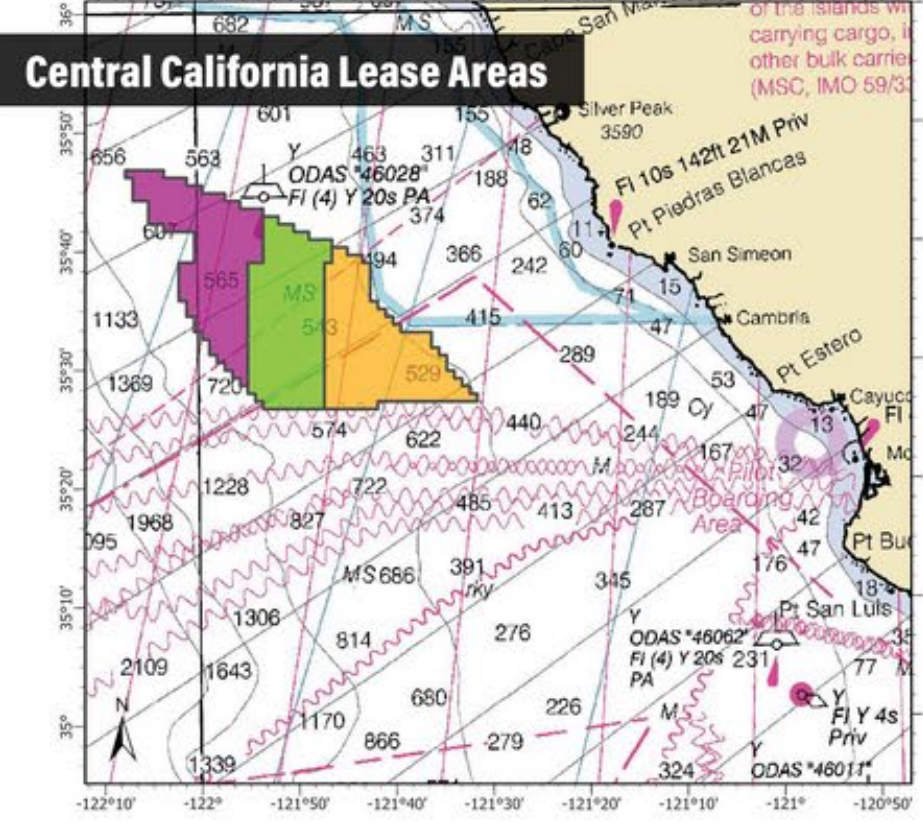 36°
682
M S
155
Cape San
of the islands
carrying cargo,
other bulk carrier
(MSC, IMO 59/33
Central California Lease Areas
601
155
Silver Peak
3590
35°50'
656
563
Y
463
311
48
ODAS "46028"
Fl (4) Y 20s PA
188
62
Fl 10s 142ft 21M Priv
Pt Piedras Blancas
374
11
607
35°40'
494
366
242
60
San Simeon
565
MS
15
71
1133
543
415
47
Cambria
289
35°30'
1369
720
529
53
Pt Estero
189
Cy
47
Cayuco
13
Fl
574
622
440
244
167
32
M
Pilot
Boarding
Area
35°20'
1228
722
485
413
287
42
1968
827
47
Pt
095
176
MS
686
391
rky
345
18
35°10'
1306
276
Pt San Luis
Y
ODAS "46062"
Fl (4) Y 20s
PA
231
814
2109
1643
77
M
680
226
M
Y
Fl Y 4s
Priv
N
35°
1170
866
279
1339
324
Y
ODAS "46011"
-122°10'
-122°
-121°50'
-121°40'
-121°30'
-121°20'
-121°10'
-121°
-120°50'